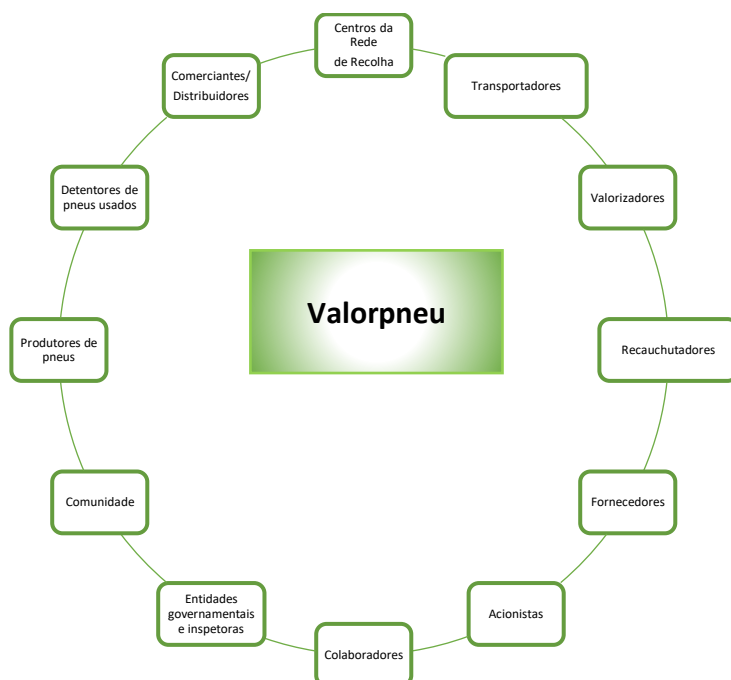 Centros da
Rede
de Recolha
Transportadores
Valorizadores
Recauchutadores
Fornecedores
Acionistas
Colaboradores
Entidades
governamentais
e inspetoras
Comunidade
Produtores de
pneus
Detentores de
pneus usados
Comerciantes/
Distribuidores
Valorpneu